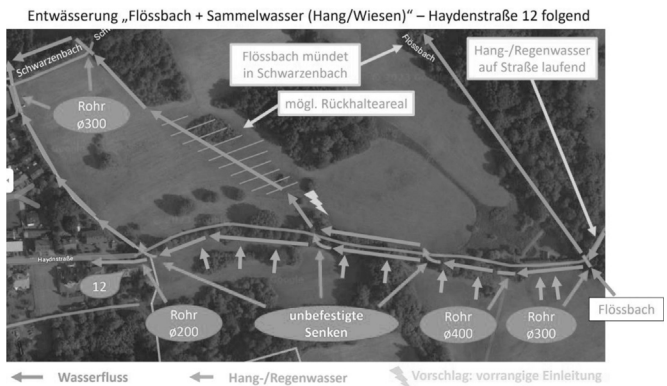 Entwässerung „Flössbach + Sammelwasser (Hang/Wiesen)“ – Haydenstraße 12 folgend
Schwarzenbach
Flössbach
Flössbach mündet
in Schwarzenbach
Hang-/Regenwasser
auf Straße laufend
mögl. Rückhalteareal
Rohr
ø300
Haydnstraße
12
Rohr
ø200
unbefestigte
Senken
Rohr
ø400
Rohr
ø300
Flössbach
Wasserfluss
Hang-/Regenwasser
Vorschlag: vorrangige Einleitung